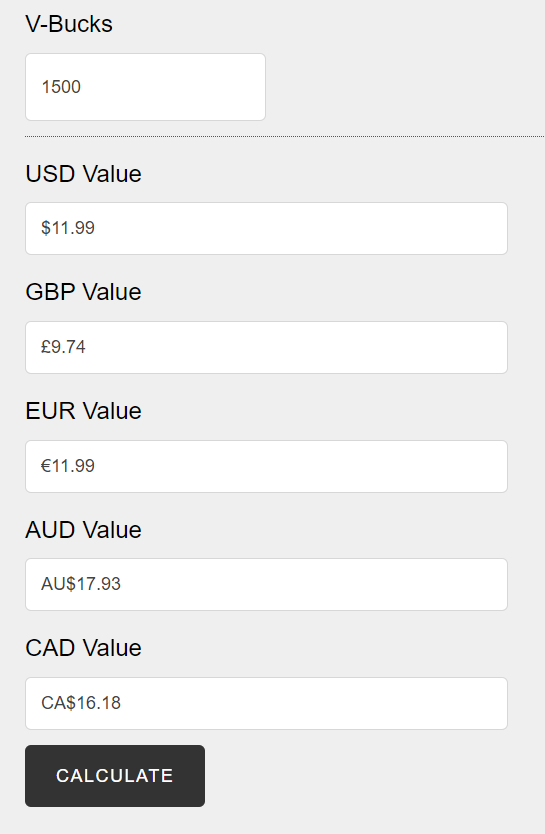 V-Bucks
1500
USD Value
$11.99
GBP Value
£9.74
EUR Value
€11.99
AUD Value
AU$17.93
CAD Value
CA$16.18
CALCULATE